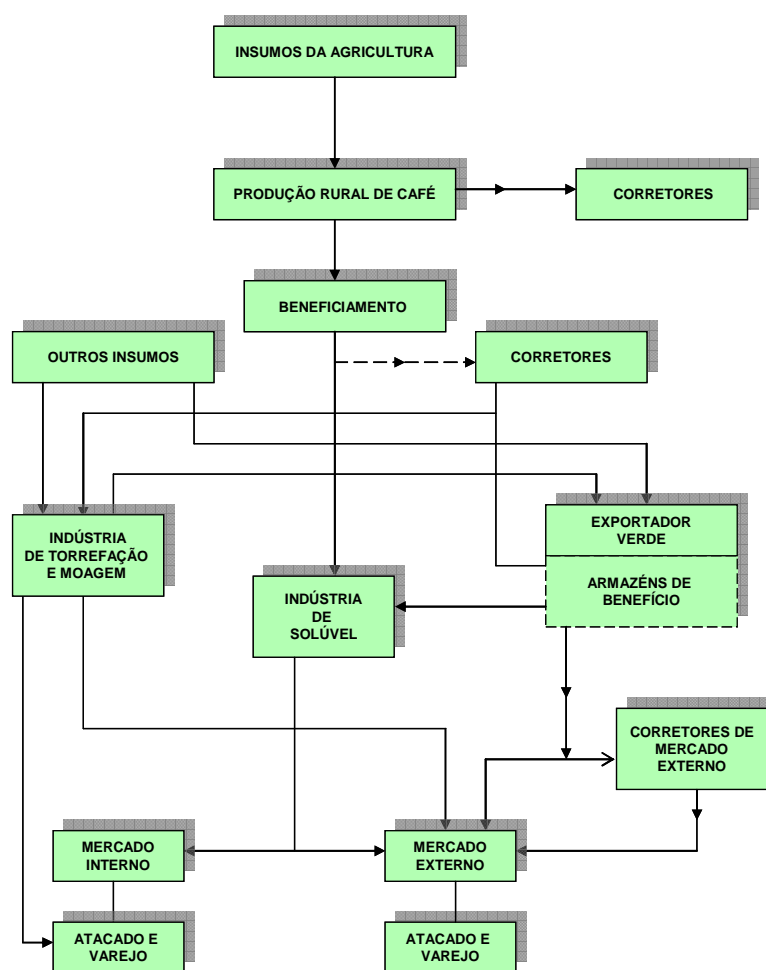 INSUMOS DA AGRICULTURA
PRODUÇÃO RURAL DE CAFÉ
CORRETORES
BENEFICIAMENTO
OUTROS INSUMOS
CORRETORES
INDÚSTRIA
DE TORREFAÇÃO
E MOAGEM
EXPORTADOR
VERDE
ARMAZÉNS DE
BENEFÍCIO
INDÚSTRIA
DE
SOLÚVEL
CORRETORES DE
MERCADO
EXTERNO
MERCADO
INTERNO
MERCADO
EXTERNO
ATACADO E
VAREJO
ATACADO E
VAREJO